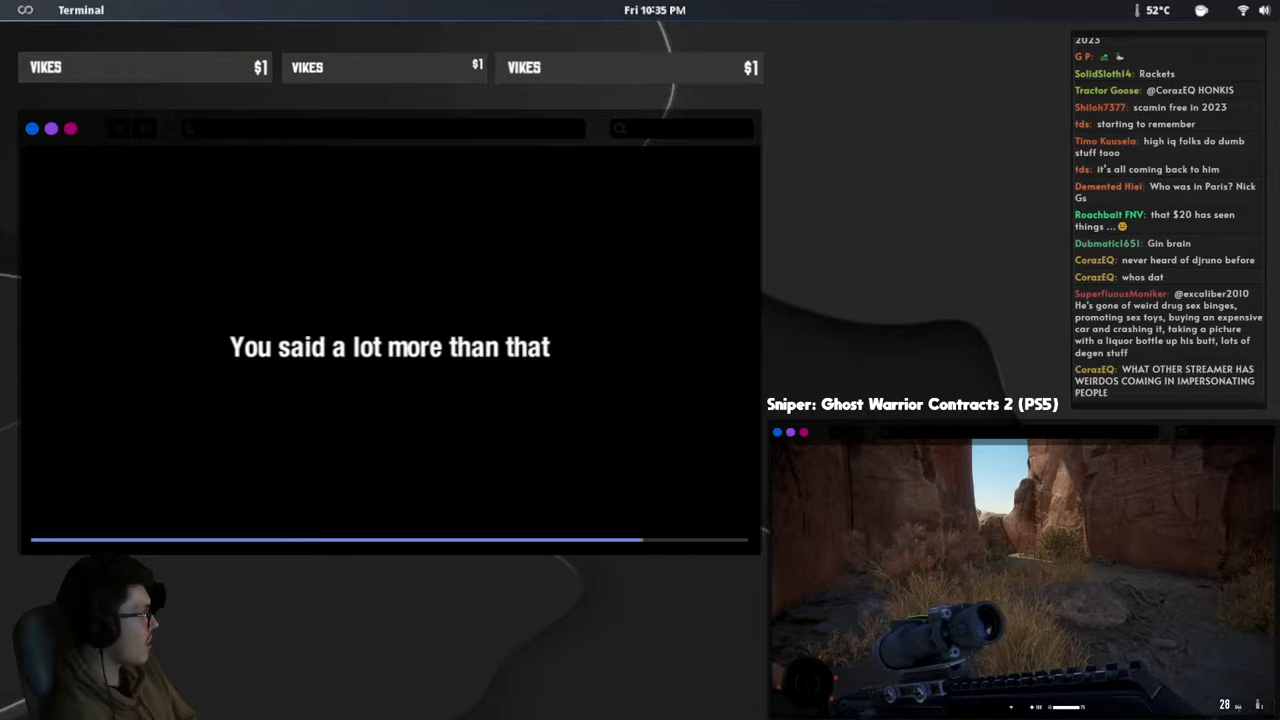 Terminal
Fri 10:35 PM
52°C
VIKES $1
VIKES $1
VIKES $1
You said a lot more than that
2023
G P:
SolidSloth14: Rackets
Tractor Goose: @CorazEQ HONKIS
Shiloh7377: scamin free in 2023
tds: starting to remember
Timo Kuusela: high iq folks do dumb
stuff tooo
tds: it's all coming back to him
Demented Hiei: Who was in Paris? Nick
Gs
Roachbait FNV: that $20 has seen
things ... 😐
Dubmatic1651: Gin brain
CorazEQ: never heard of djruno before
CorazEQ: whos dat
SuperfluousMoniker: @excaliber2010
He's gone of weird drug sex binges,
promoting sex toys, buying an expensive
car and crashing it, taking a picture
with a liquor bottle up his butt, lots of
degen stuff
CorazEQ: WHAT OTHER STREAMER HAS
WEIRDOS COMING IN IMPERSONATING
PEOPLE
Sniper: Ghost Warrior Contracts 2 (PS5)
28